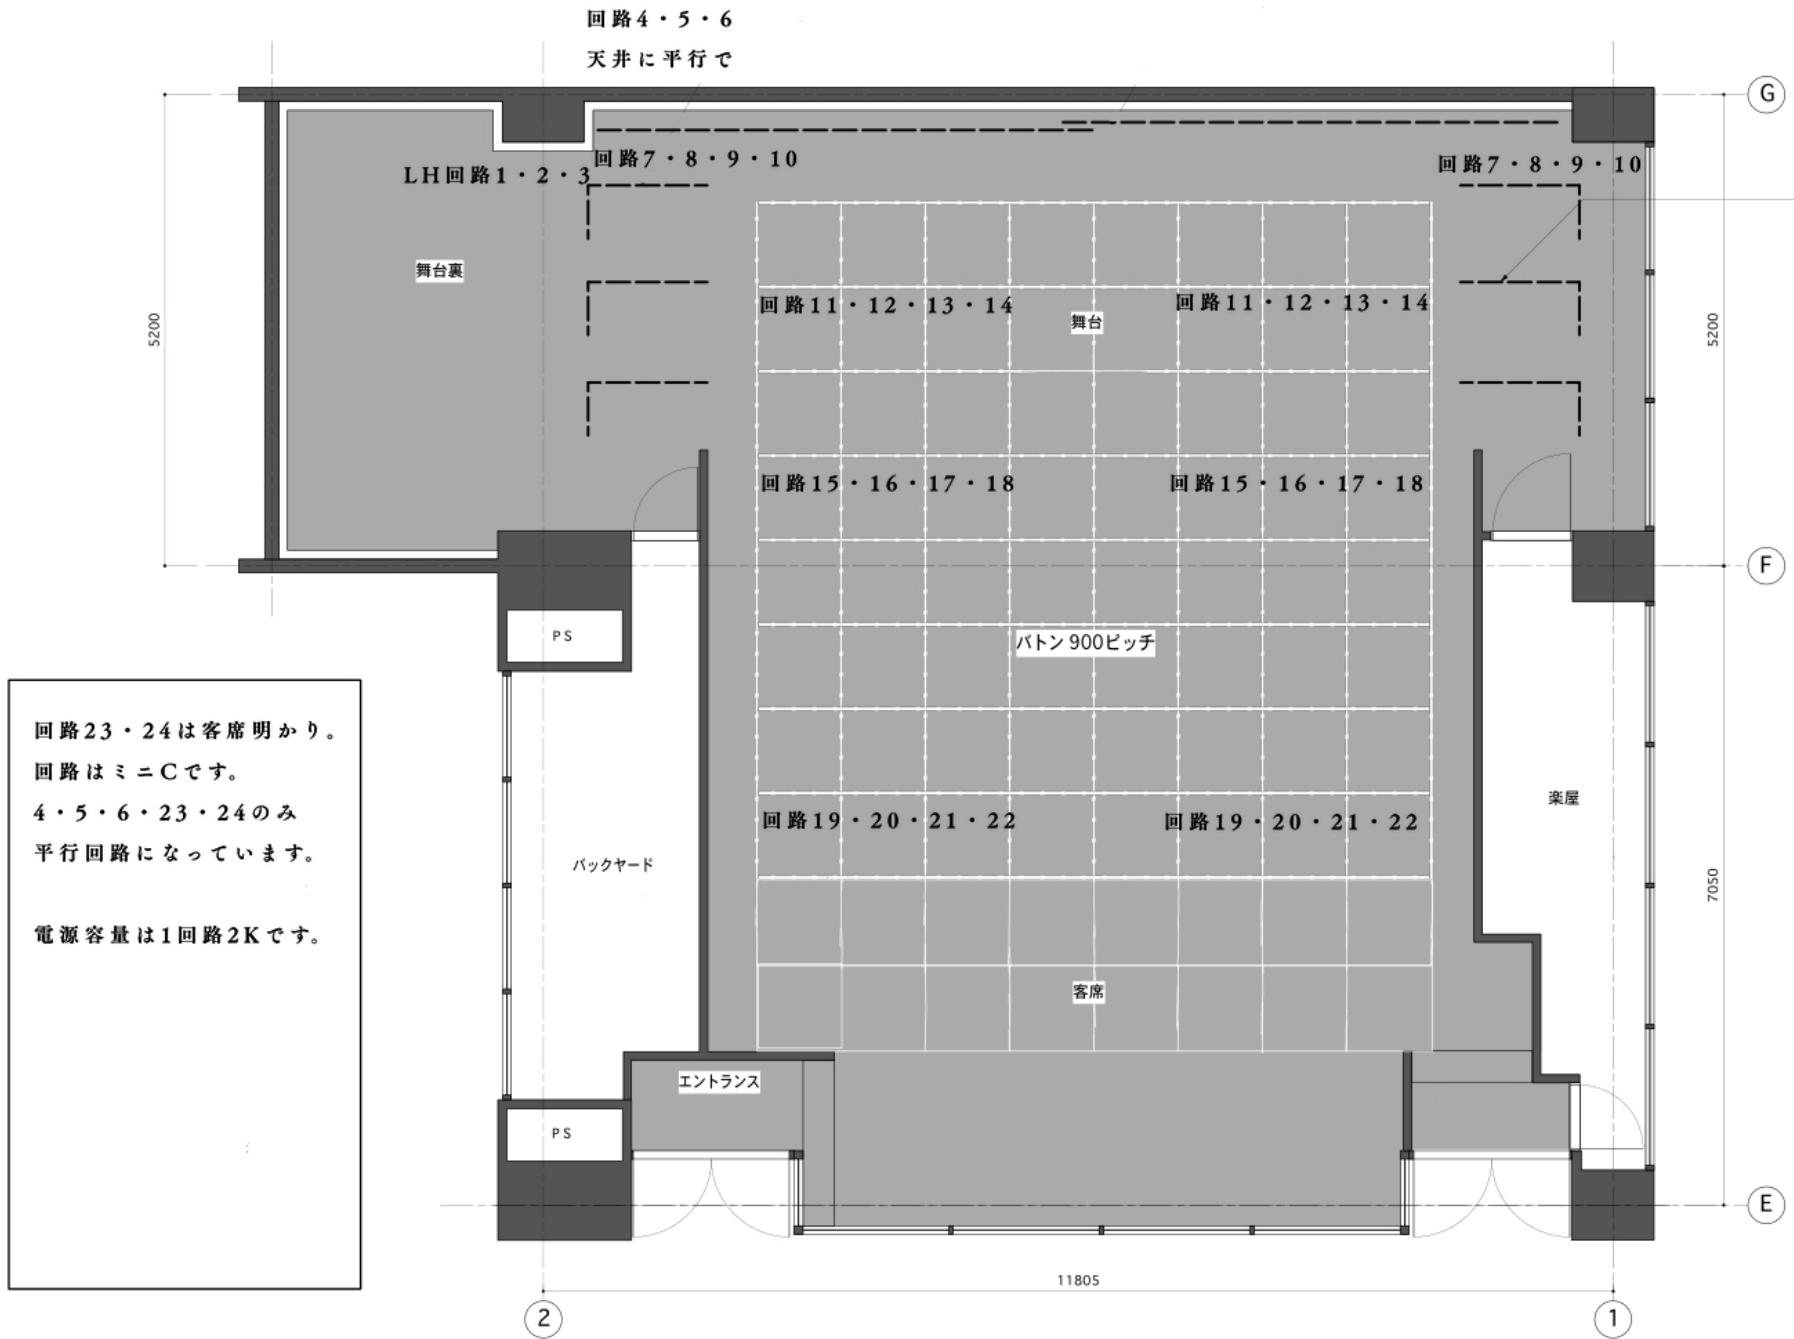 回路4・5・6
天井に平行で
G
LH回路1・2・3
回路7・8・9・10
回路7・8・9・10
舞台裏
回路11・12・13・14
回路11・12・13・14
舞台
5200
5200
回路15・16・17・18
回路15・16・17・18
F
PS
バトン 900ピッチ
回路23・24は客席明かり。
回路はミニCです。
4・5・6・23・24のみ
平行回路になっています。
電源容量は1回路2Kです。
楽屋
回路19・20・21・22
回路19・20・21・22
バックヤード
7050
客席
エントランス
PS
E
11805
2
1